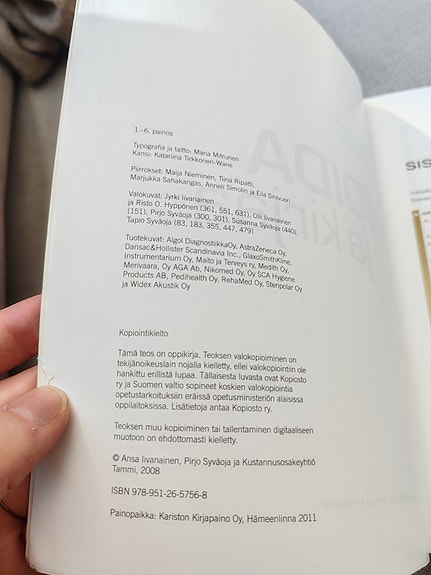 1.–6. painos
Typografia ja taitto: Maria Mitrunen
Kansi: Katariina Tirkkonen-Wane
Piirrokset: Maija Nieminen, Tiina Ripatti,
Marjukka Sahakangas, Anneli Simolin ja Eila Sinivuori
Valokuvat: Jyrki Iivanainen
ja Risto O. Hyppönen (361, 551, 631), Olli Iivanainen
(151), Pirjo Syväoja (300, 301), Susanna Syväoja (440),
Tapio Syväoja (83, 183, 355, 447, 479)
Tuotekuvat: Algol DiagnostiikkaOy, AstraZeneca Oy,
Dansac&Hollister Scandinavia Inc., GlaxoSmithKline,
Instrumentarium Oy, Maito ja Terveys ry, Medith Oy,
Merivaara, Oy AGA Ab, Nikomed Oy, Oy SCA Hygiene
Products AB, Pedihealth Oy, RehaMed Oy, Steripolar Oy
ja Widex Akustik Oy
Kopiointikielto
Tämä teos on oppikirja. Teoksen valokopioiminen on
tekijänoikeuslain nojalla kielletty, ellei valokopiointiin ole
hankittu erillistä lupaa. Tällaisesta luvasta ovat Kopiosto
ry ja Suomen valtio sopineet koskien valokopiointia
opetustarkoituksiin eräissä opetusministeriön alaisissa
oppilaitoksissa. Lisätietoja antaa Kopiosto ry.
Teoksen muu kopioiminen tai tallentaminen digitaaliseen
muotoon on ehdottomasti kielletty.
© Ansa Iivanainen, Pirjo Syväoja ja Kustannusosakeyhtiö
Tammi, 2008
ISBN 978-951-26-5756-8
Painopaikka: Kariston Kirjapaino Oy, Hämeenlinna 2011
SIS